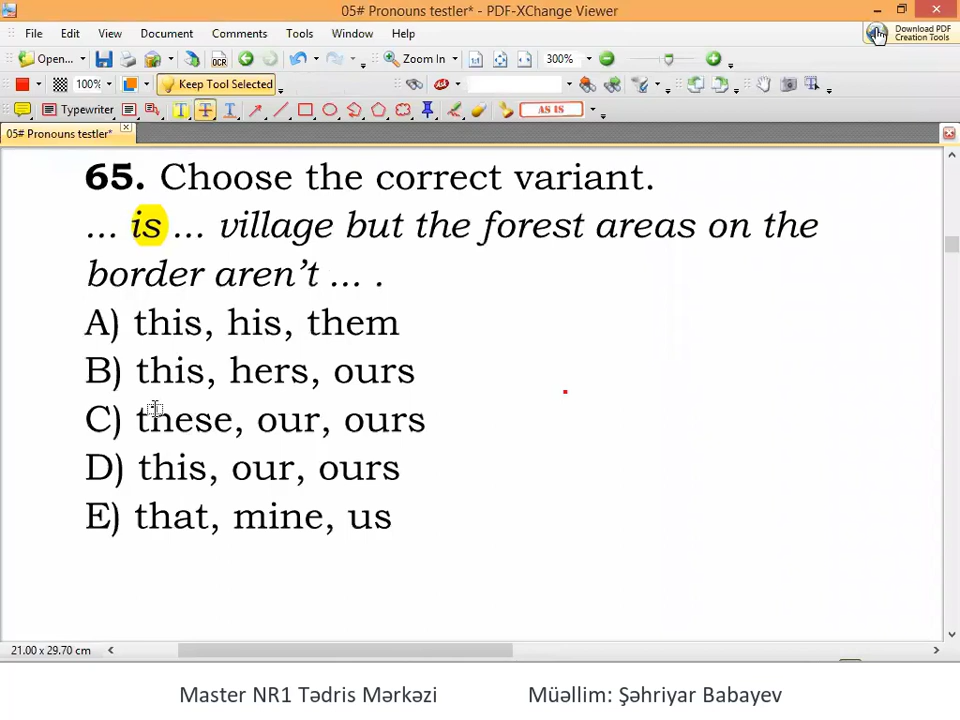 05# Pronouns testler* - PDF-XChange Viewer
File Edit View Document Comments Tools Window Help
Download PDF Creation Tools
Open... OCR Zoom In 300%
100% Keep Tool Selected
Typewriter AS IS
05# Pronouns testler*
65. Choose the correct variant.
... is ... village but the forest areas on the
border aren’t ... .
A) this, his, them
B) this, hers, ours
C) these, our, ours
D) this, our, ours
E) that, mine, us
21.00 x 29.70 cm
Master NR1 Tədris Mərkəzi Müəllim: Şəhriyar Babayev